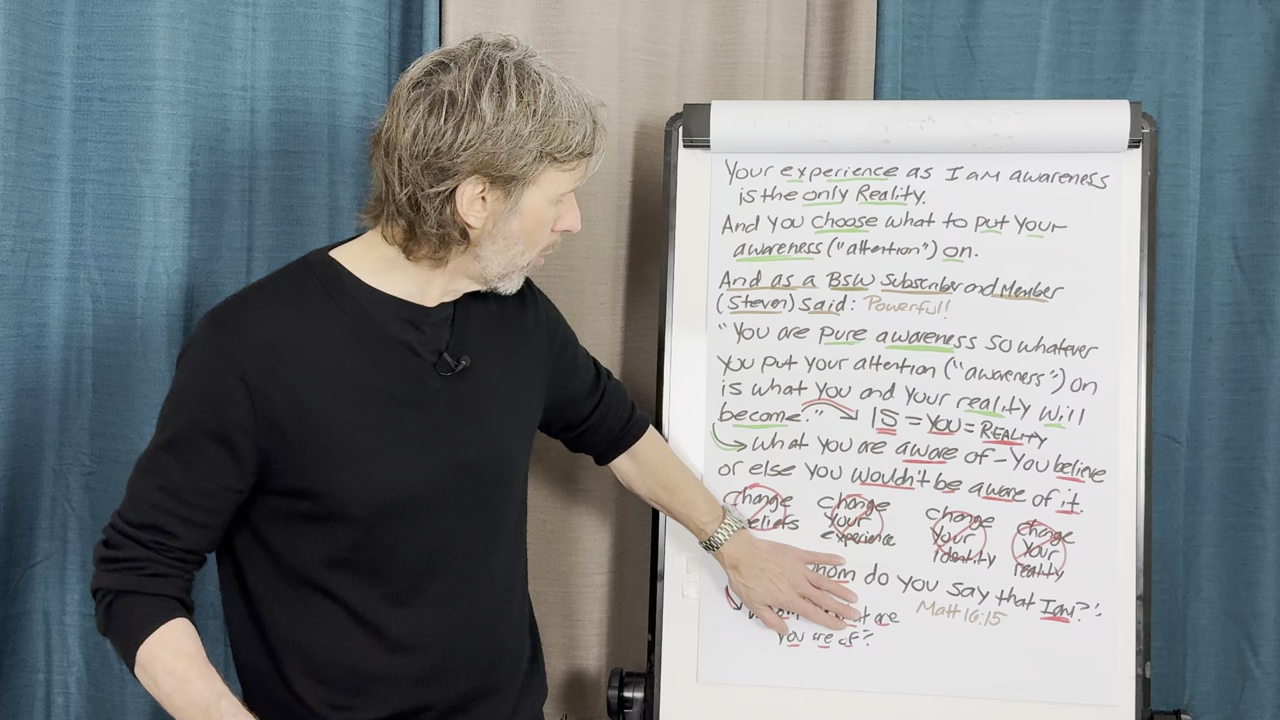 Your experience as I am awareness
is the only Reality.
And you choose what to put your
awareness ("attention") on.
And as a BSW Subscriber and Member
(Steven) said: Powerful!
"You are pure awareness so whatever
you put your attention ("awareness") on
is what you and your reality will
become." IS = YOU = REALITY
what you are aware of - You believe
or else you wouldn't be aware of it.
change change change change
your your your
experience identity reality
do you say that I am?"
Matt 16:15
are
of?